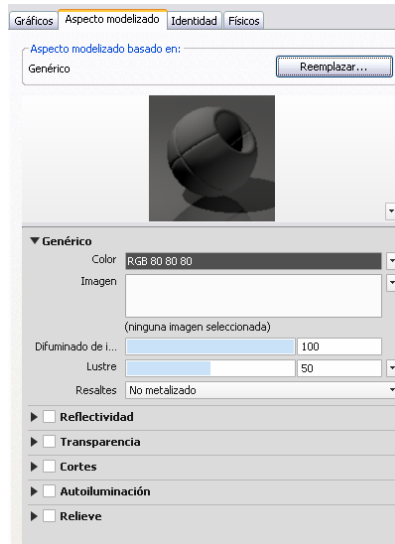 Gráficos Aspecto modelizado Identidad Físicos
Aspecto modelizado basado en:
Genérico Reemplazar...
Genérico
Color RGB 80 80 80
Imagen
(ninguna imagen seleccionada)
Difuminado de i... 100
Lustre 50
Resaltes No metalizado
Reflectividad
Transparencia
Cortes
Autoiluminación
Relieve